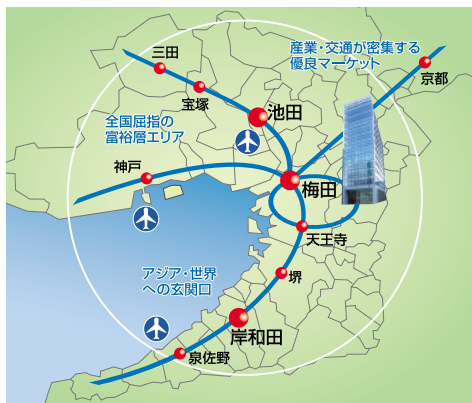 三田
産業・交通が密集する
優良マーケット
京都
宝塚
池田
全国屈指の
富裕層エリア
神戸
梅田
天王寺
アジア・世界
への玄関口
堺
岸和田
泉佐野